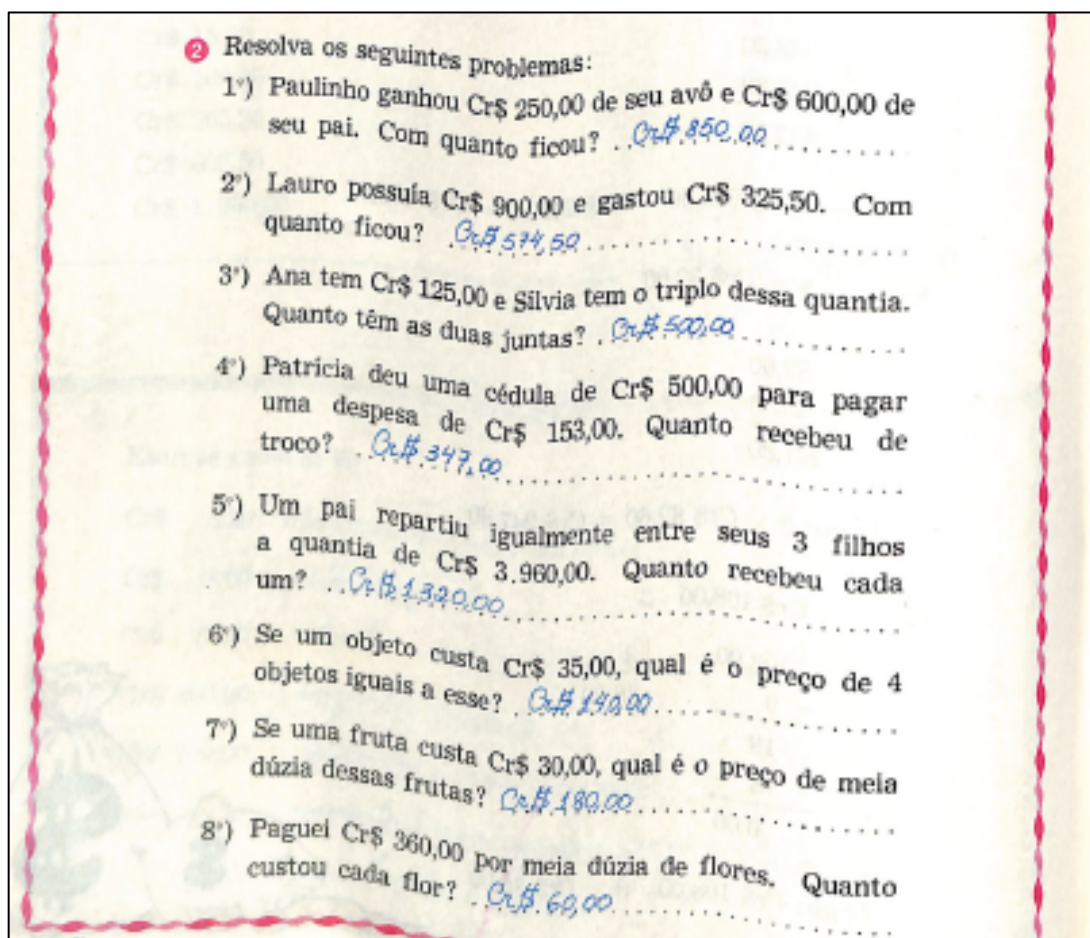 2 Resolva os seguintes problemas:
1º) Paulinho ganhou Cr$ 250,00 de seu avô e Cr$ 600,00 de
seu pai. Com quanto ficou? Cr$ 850,00
2º) Lauro possuía Cr$ 900,00 e gastou Cr$ 325,50. Com
quanto ficou? Cr$ 574,50
3º) Ana tem Cr$ 125,00 e Sílvia tem o triplo dessa quantia.
Quanto têm as duas juntas? Cr$ 500,00
4º) Patrícia deu uma cédula de Cr$ 500,00 para pagar
uma despesa de Cr$ 153,00. Quanto recebeu de
troco? Cr$ 347,00
5º) Um pai repartiu igualmente entre seus 3 filhos
a quantia de Cr$ 3.960,00. Quanto recebeu cada
um? Cr$ 1.320,00
6º) Se um objeto custa Cr$ 35,00, qual é o preço de 4
objetos iguais a esse? Cr$ 140,00
7º) Se uma fruta custa Cr$ 30,00, qual é o preço de meia
dúzia dessas frutas? Cr$ 180,00
8º) Paguei Cr$ 360,00 por meia dúzia de flores. Quanto
custou cada flor? Cr$ 60,00